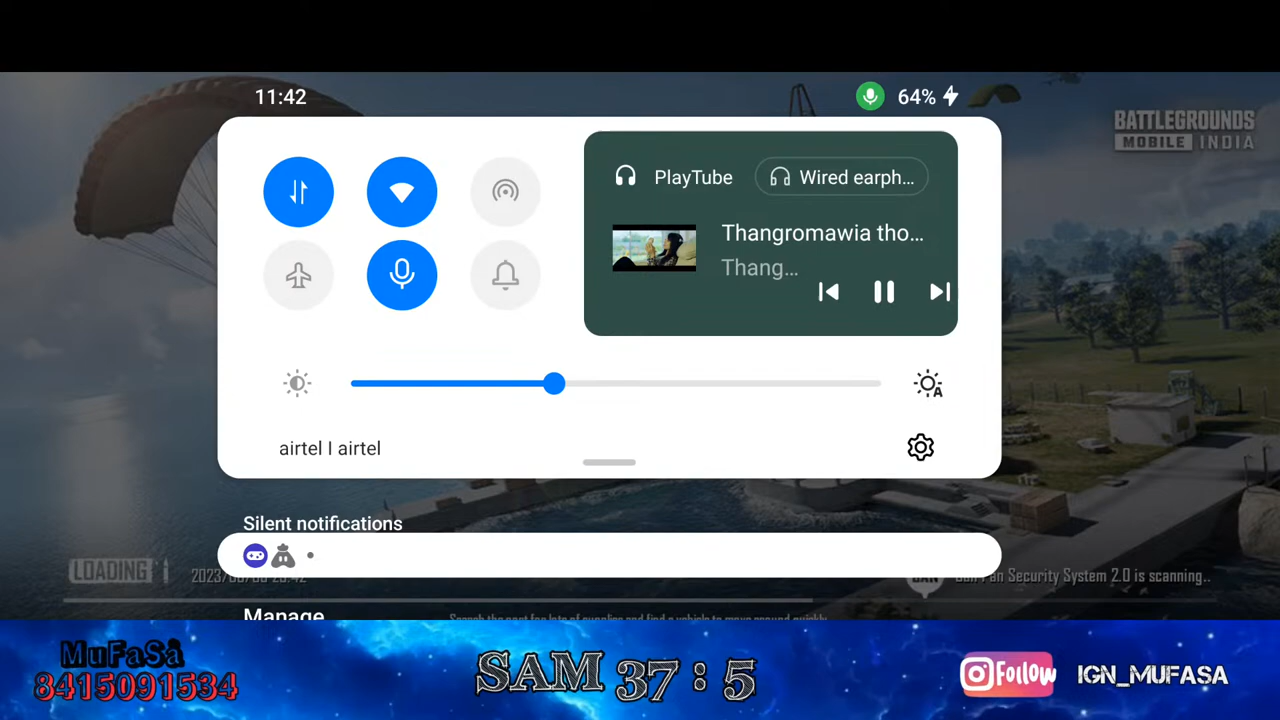 11:42
64%
BATTLEGROUNDS
MOBILE INDIA
PlayTube
Wired earph...
Thangromawia tho...
Thang...
airtel I airtel
Silent notifications
LOADING
Security System 2.0 is scanning..
Manage
MuFaSa
8415091534
SAM 37 : 5
Follow
IGN_MUFASA